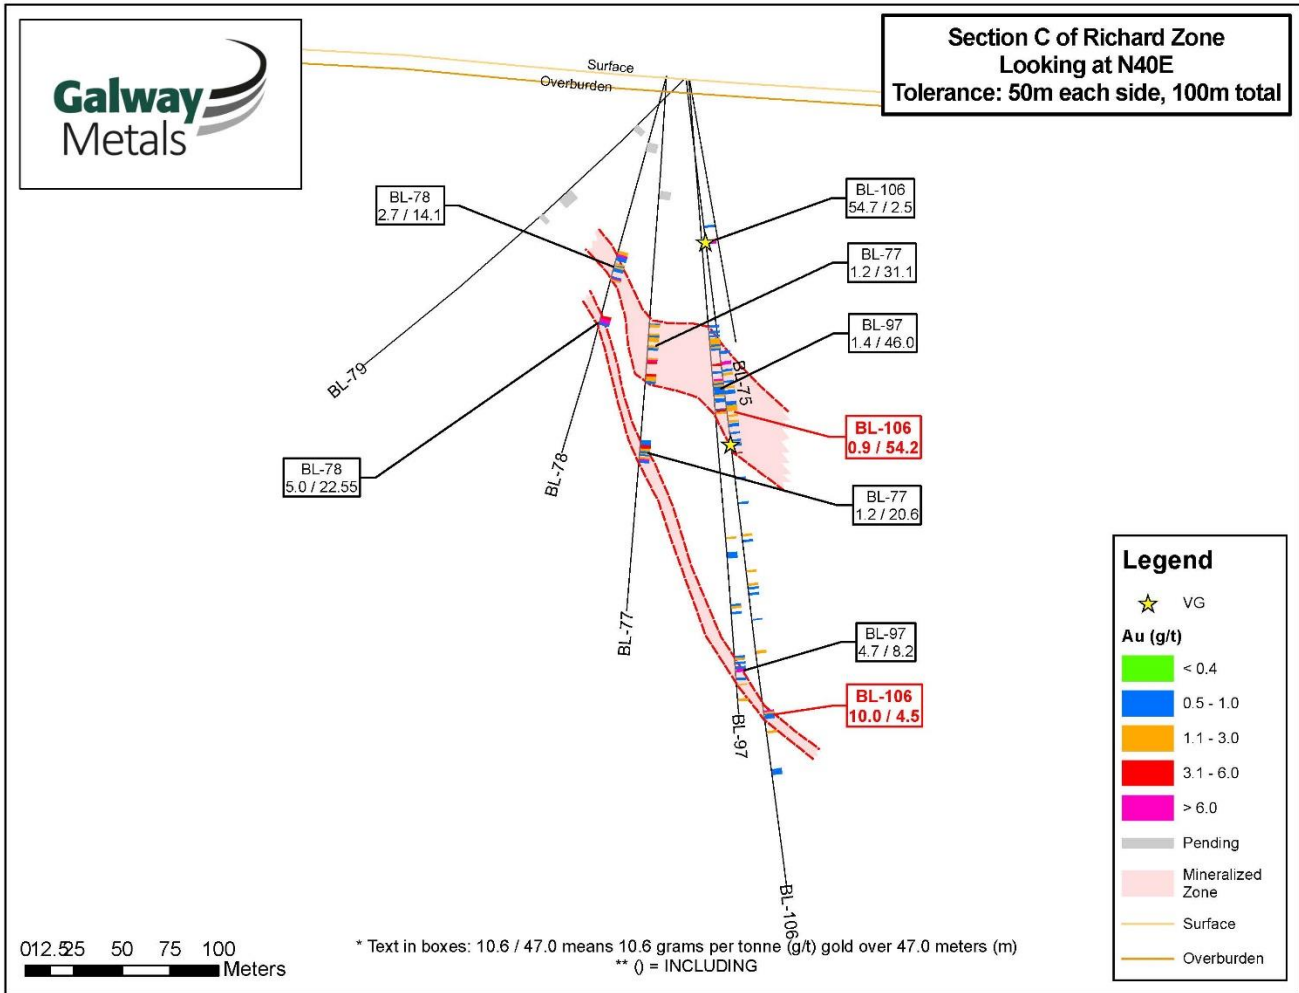 Galway
Metals
Section C of Richard Zone
Looking at N40E
Tolerance: 50m each side, 100m total
Surface
Overburden
BL-78
2.7 / 14.1
BL-106
54.7 / 2.5
BL-77
1.2 / 31.1
BL-97
1.4 / 46.0
BL-79
BL-75
BL-106
0.9 / 54.2
BL-78
5.0 / 22.55
BL-78
BL-77
1.2 / 20.6
BL-77
BL-97
4.7 / 8.2
BL-106
10.0 / 4.5
BL-97
BL-106
Legend
VG
Au (g/t)
< 0.4
0.5 - 1.0
1.1 - 3.0
3.1 - 6.0
> 6.0
Pending
Mineralized
Zone
Surface
Overburden
012.525 50 75 100
Meters
* Text in boxes: 10.6 / 47.0 means 10.6 grams per tonne (g/t) gold over 47.0 meters (m)
** () = INCLUDING